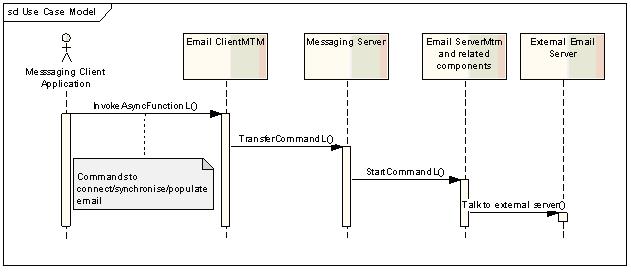 sd Use Case Model
Messsaging Client
Application
Email ClientMTM
Messaging Server
Email ServerMtm
and related
components
External Email
Server
InvokeAsyncFunctionL()
TransferCommandL()
Commands to
connect/synchronise/populate
email
StartCommandL()
Talk to external server()